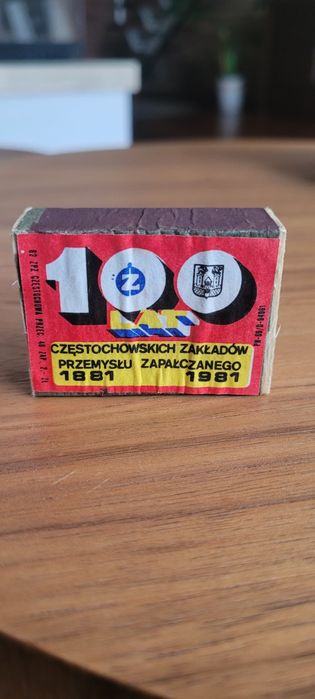 100
LAT
CZĘSTOCHOWSKICH ZAKŁADÓW
PRZEMYSŁU ZAPAŁCZANEGO
1881 1981